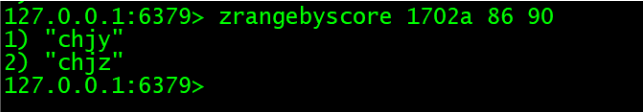 127.0.0.1:6379> zrangebyscore 1702a 86 90
1) "chjy"
2) "chjz"
127.0.0.1:6379>